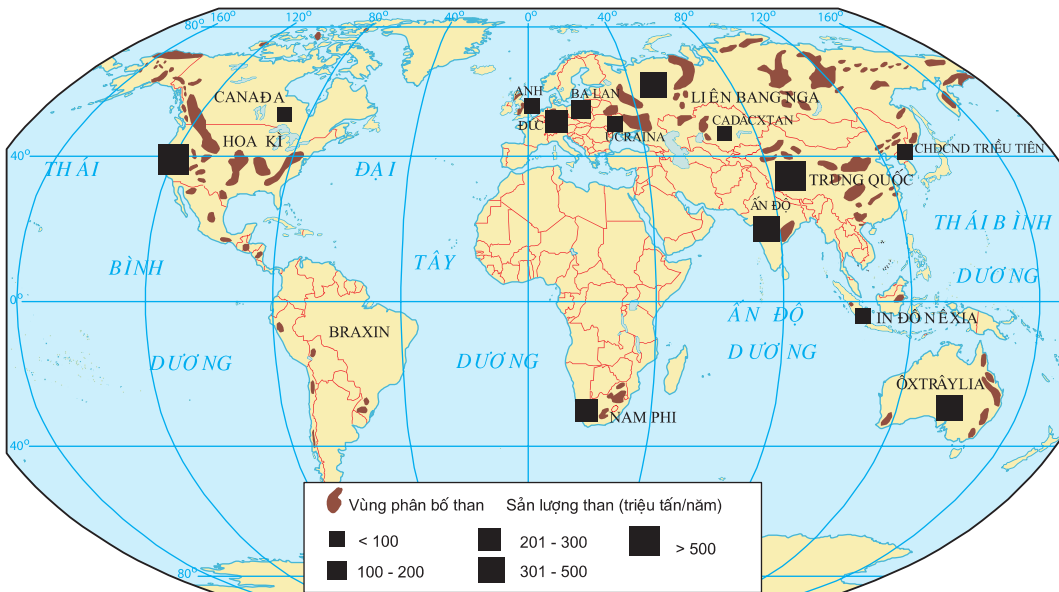 80°
160°
120°
80°
40°
0°
40°
80°
120°
160°
CANAĐA
HOA KÌ
ANH
BA LAN
ĐỨC
UCRAINA
LIÊN BANG NGA
CADĂCXTAN
CHDCND TRIỀU TIÊN
TRUNG QUỐC
ẤN ĐỘ
40°
THÁI
ĐẠI
THÁI BÌNH
BÌNH
TÂY
DƯƠNG
0°
ẤN ĐỘ
IN ĐÔ NÊXIA
BRAXIN
DƯƠNG
DƯƠNG
DƯƠNG
ÔXTRÂYLIA
NAM PHI
40°
Vùng phân bố than
Sản lượng than (triệu tấn/năm)
< 100
201 - 300
> 500
100 - 200
301 - 500
80°